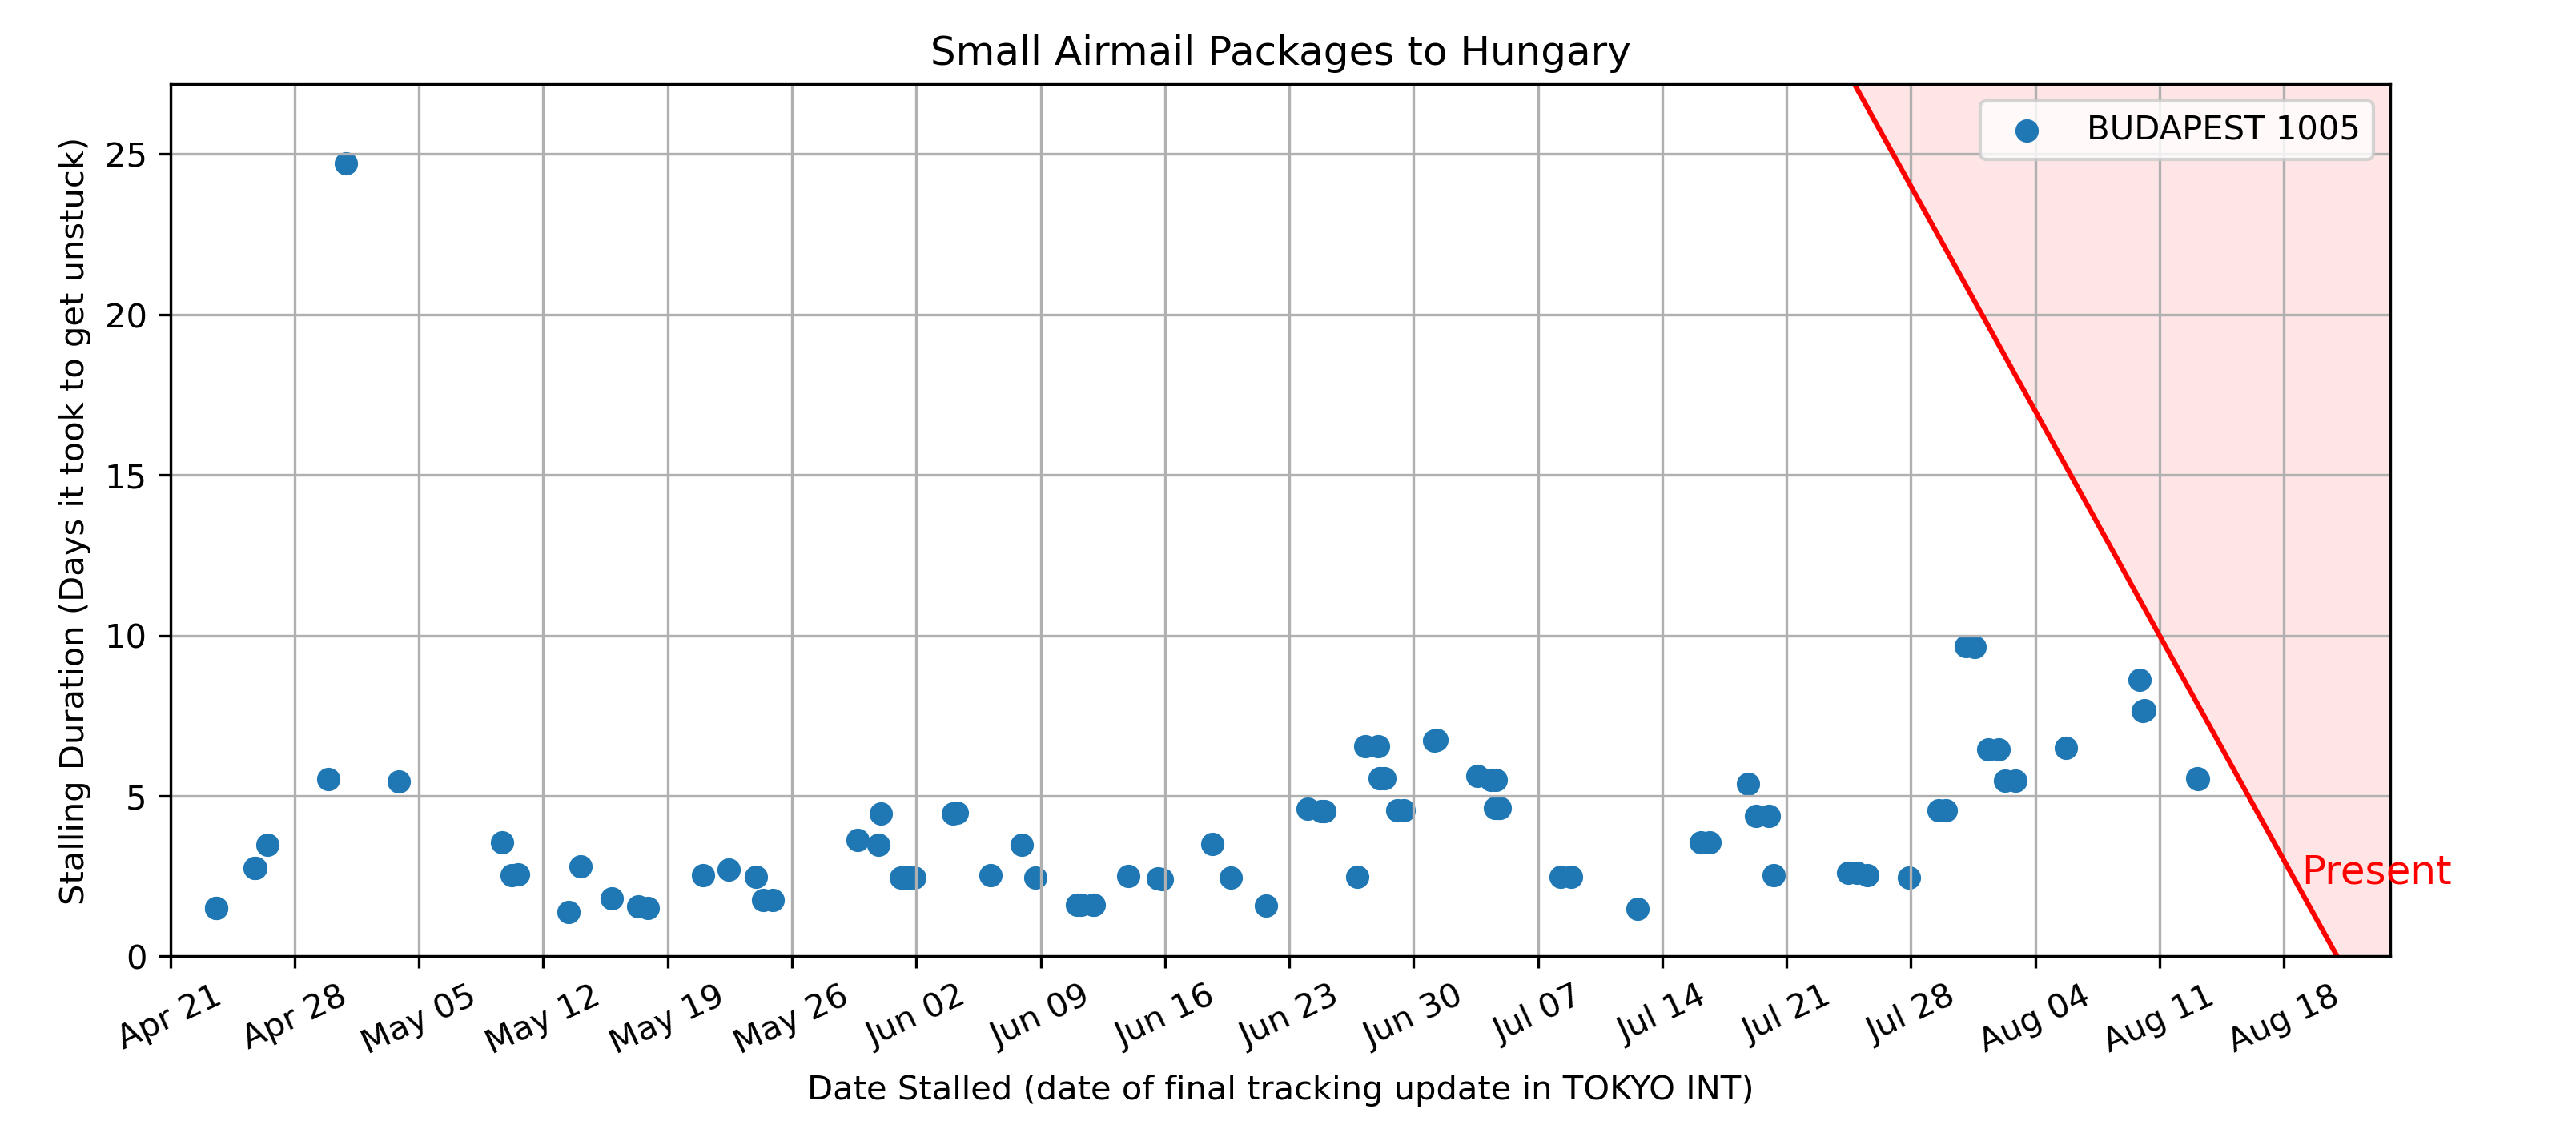 Small Airmail Packages to Hungary
BUDAPEST 1005
Stalling Duration (Days it took to get unstuck)
25
20
15
10
5
0
Present
Apr 21
Apr 28
May 05
May 12
May 19
May 26
Jun 02
Jun 09
Jun 16
Jun 23
Jun 30
Jul 07
Jul 14
Jul 21
Jul 28
Aug 04
Aug 11
Aug 18
Date Stalled (date of final tracking update in TOKYO INT)